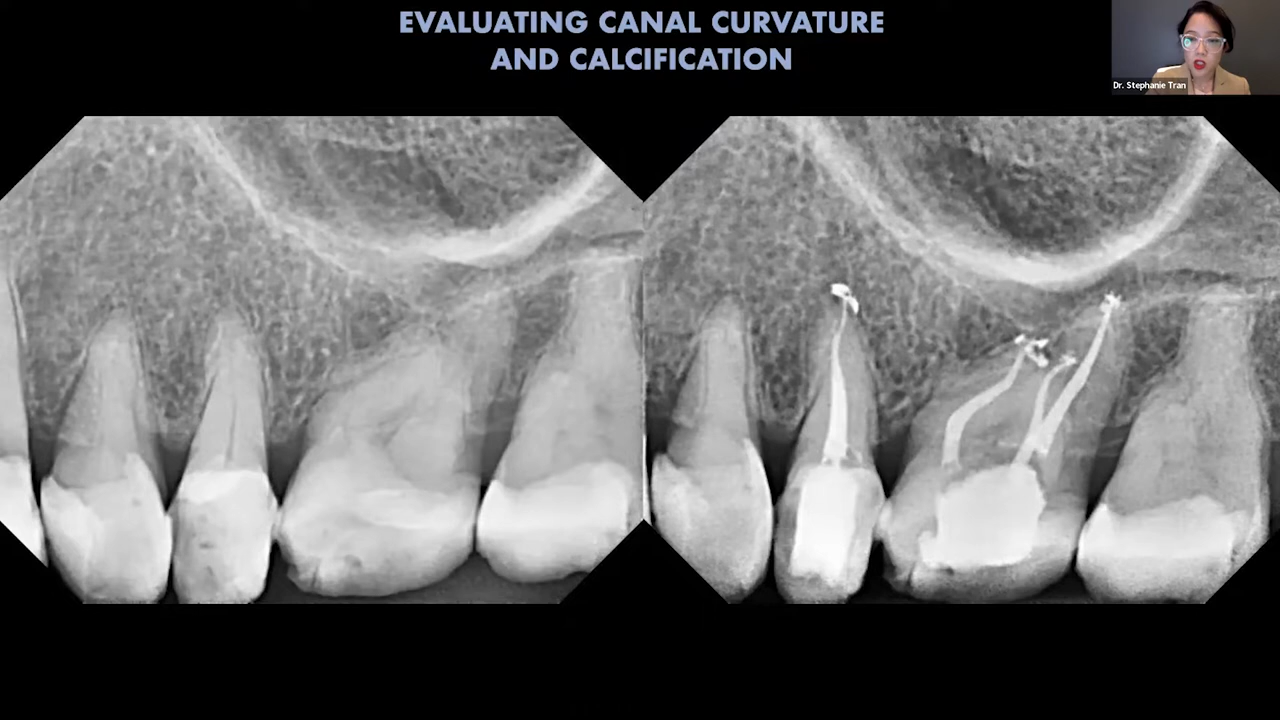 EVALUATING CANAL CURVATURE
AND CALCIFICATION
Dr. Stephanie Tran